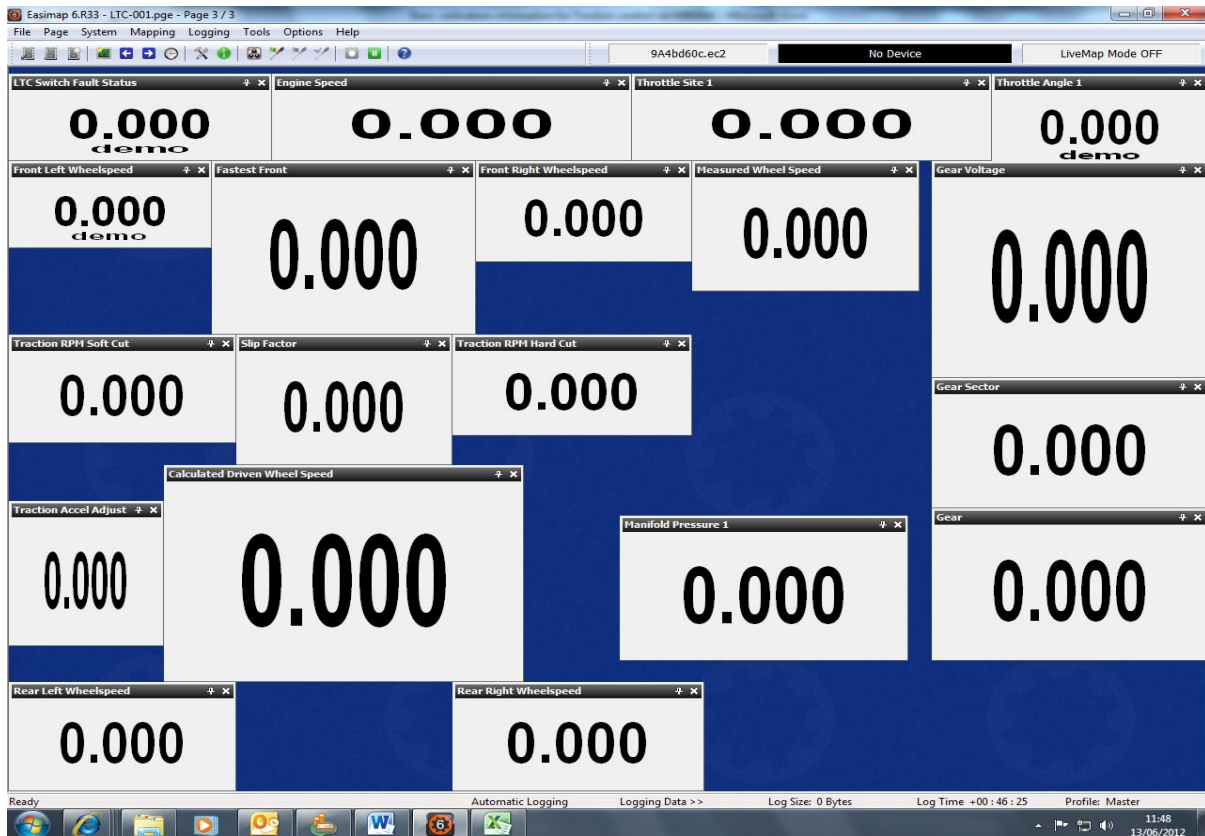 Easimap 6.R33 - LTC-001.pge - Page 3 / 3
File Page System Mapping Logging Tools Options Help
9A4bd60c.ec2 No Device LiveMap Mode OFF
LTC Switch Fault Status Engine Speed Throttle Site 1 Throttle Angle 1
0.000 0.000 0.000 0.000
demo demo
Front Left Wheelspeed Fastest Front Front Right Wheelspeed Measured Wheel Speed Gear Voltage
0.000 0.000 0.000 0.000 0.000
demo
Traction RPM Soft Cut Slip Factor Traction RPM Hard Cut
0.000 0.000 0.000
Gear Sector
0.000
Calculated Driven Wheel Speed
0.000
Traction Accel Adjust Manifold Pressure 1 Gear
0.000 0.000 0.000
Rear Left Wheelspeed Rear Right Wheelspeed
0.000 0.000
Ready Automatic Logging Logging Data >> Log Size: 0 Bytes Log Time +00 : 46 : 25 Profile: Master
6
11:48
13/06/2012